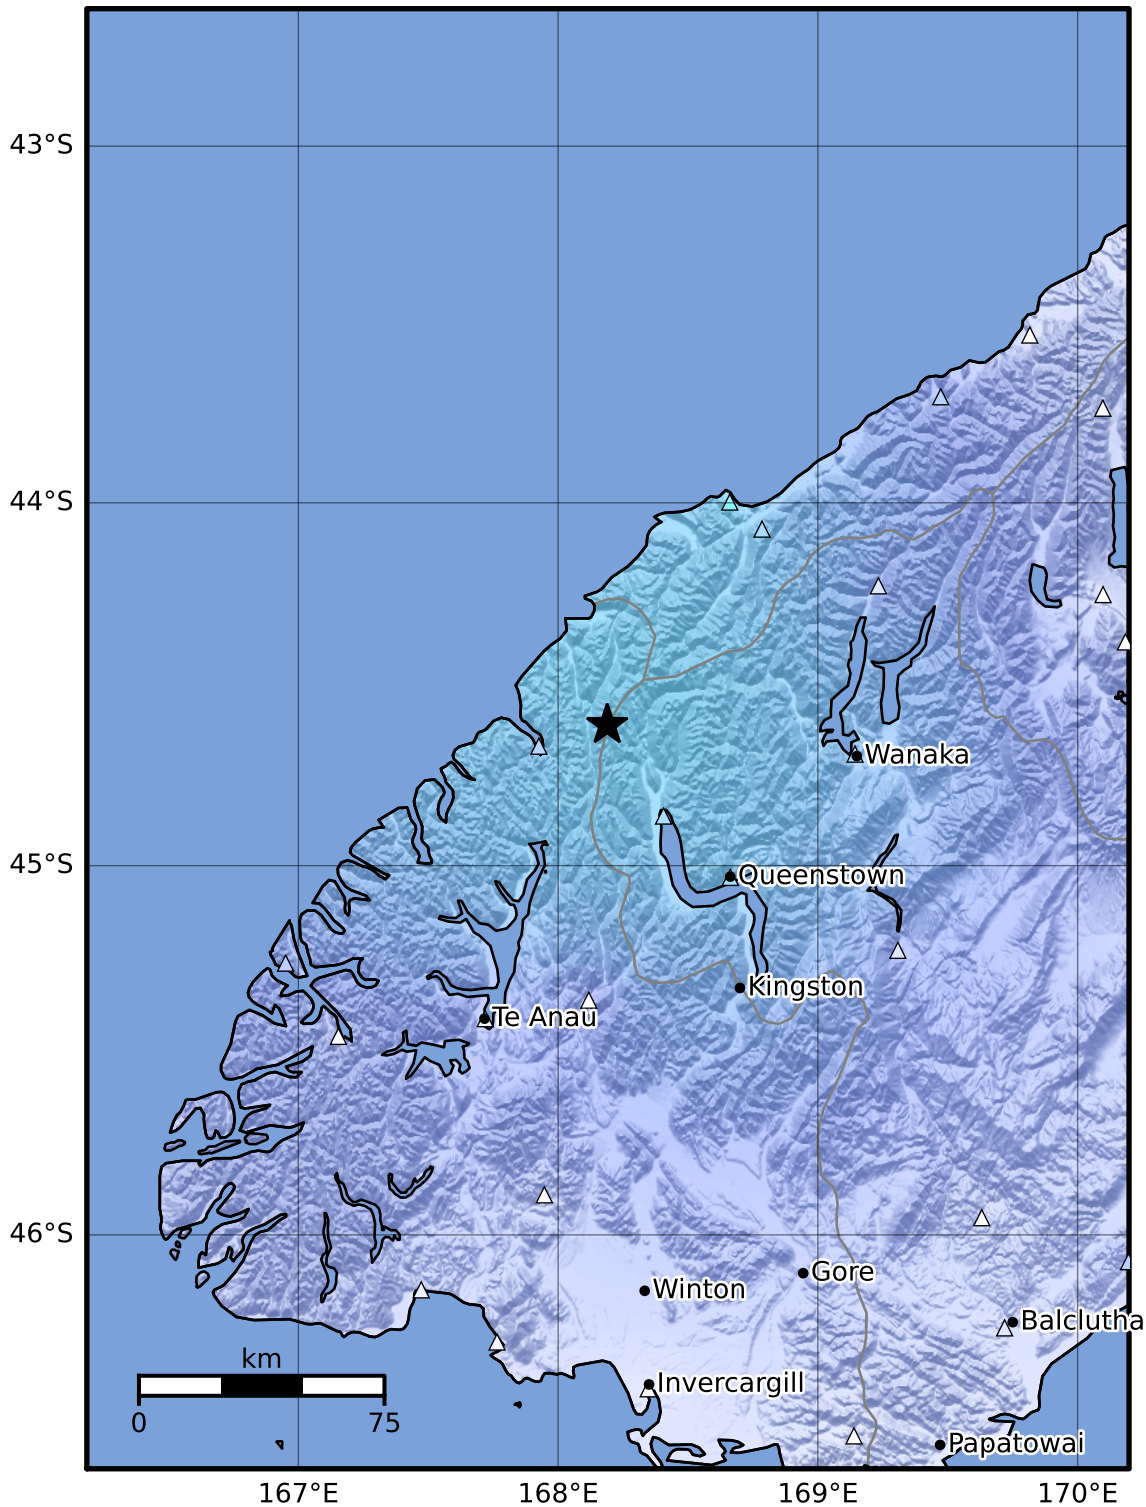 43°S
44°S
Wanaka
45°S
Queenstown
Kingston
Te Anau
46°S
Gore
Winton
Balclutha
km
Invercargill
0 75
Papatowai
167°E 168°E 169°E 170°E